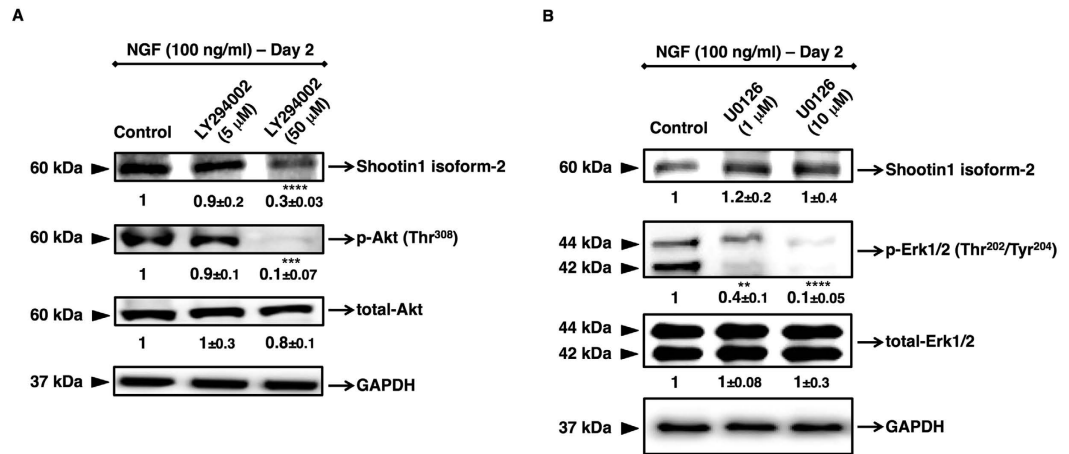 A
NGF (100 ng/ml) – Day 2
Control
LY294002
(5 µM)
LY294002
(50 µM)
60 kDa
Shootin1 isoform-2
1 0.9±0.2 ****
0.3±0.03
60 kDa
p-Akt (Thr308)
1 0.9±0.1 ***
0.1±0.07
60 kDa
total-Akt
1 1±0.3 0.8±0.1
37 kDa
GAPDH
B
NGF (100 ng/ml) – Day 2
Control
U0126
(1 µM)
U0126
(10 µM)
60 kDa
Shootin1 isoform-2
1 1.2±0.2 1±0.4
44 kDa
42 kDa
p-Erk1/2 (Thr202/Tyr204)
** ****
1 0.4±0.1 0.1±0.05
44 kDa
42 kDa
total-Erk1/2
1 1±0.08 1±0.3
37 kDa
GAPDH